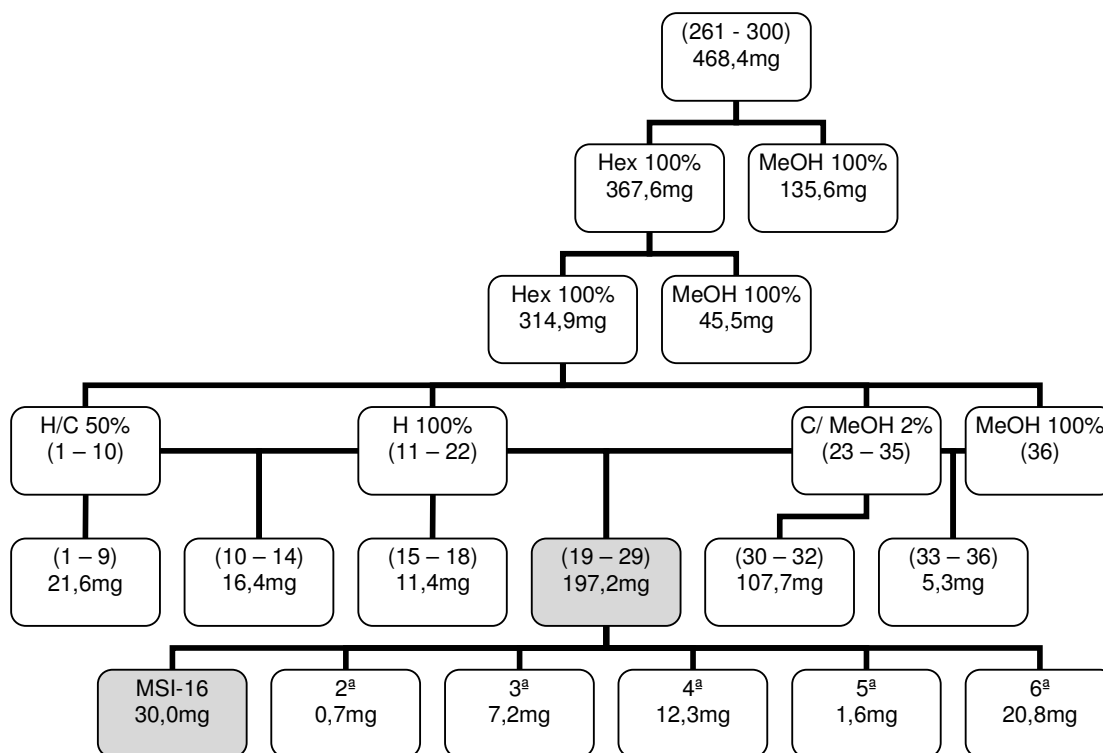 (261 - 300)
468,4mg
Hex 100%
367,6mg
MeOH 100%
135,6mg
Hex 100%
314,9mg
MeOH 100%
45,5mg
H/C 50%
(1 – 10)
H 100%
(11 – 22)
C/ MeOH 2%
(23 – 35)
MeOH 100%
(36)
(1 – 9)
21,6mg
(10 – 14)
16,4mg
(15 – 18)
11,4mg
(19 – 29)
197,2mg
(30 – 32)
107,7mg
(33 – 36)
5,3mg
MSI-16
30,0mg
2ª
0,7mg
3ª
7,2mg
4ª
12,3mg
5ª
1,6mg
6ª
20,8mg